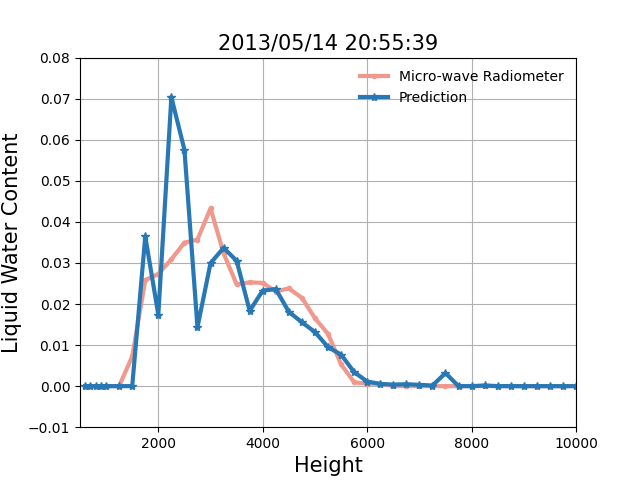 2013/05/14 20:55:39
Liquid Water Content
0.08
0.07
0.06
0.05
0.04
0.03
0.02
0.01
0.00
−0.01
Micro-wave Radiometer
Prediction
2000 4000 6000 8000 10000
Height